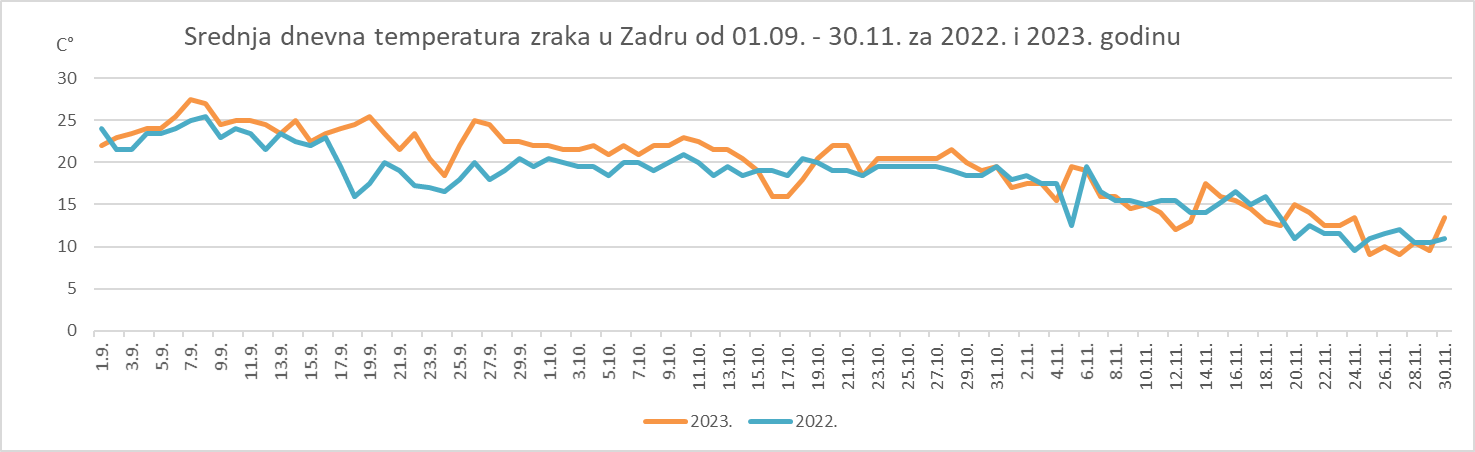 Srednja dnevna temperatura zraka u Zadru od 01.09. - 30.11. za 2022. i 2023. godinu
C°
30
25
20
15
10
5
0
1.9. 3.9. 5.9. 7.9. 9.9. 11.9. 13.9. 15.9. 17.9. 19.9. 21.9. 23.9. 25.9. 27.9. 29.9. 1.10. 3.10. 5.10. 7.10. 9.10. 11.10. 13.10. 15.10. 17.10. 19.10. 21.10. 23.10. 25.10. 27.10. 29.10. 31.10. 2.11. 4.11. 6.11. 8.11. 10.11. 12.11. 14.11. 16.11. 18.11. 20.11. 22.11. 24.11. 26.11. 28.11. 30.11.
2023. 2022.